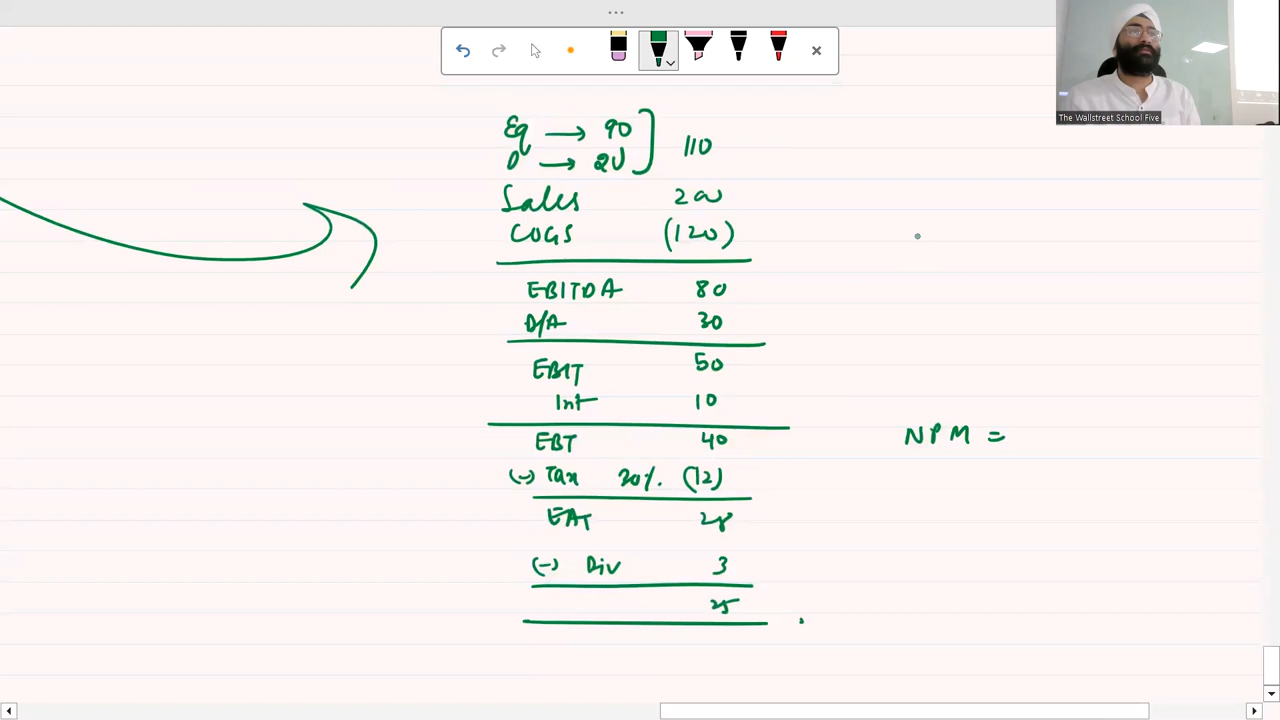 The Wallstreet School Five
Eq → 90
D → 20
110
Sales 200
COGS (120)
EBITDA 80
D/A 30
EBIT 50
Int 10
EBT 40
(-) Tax 30% (12)
EAT 28
(-) Div 3
25
NPM =